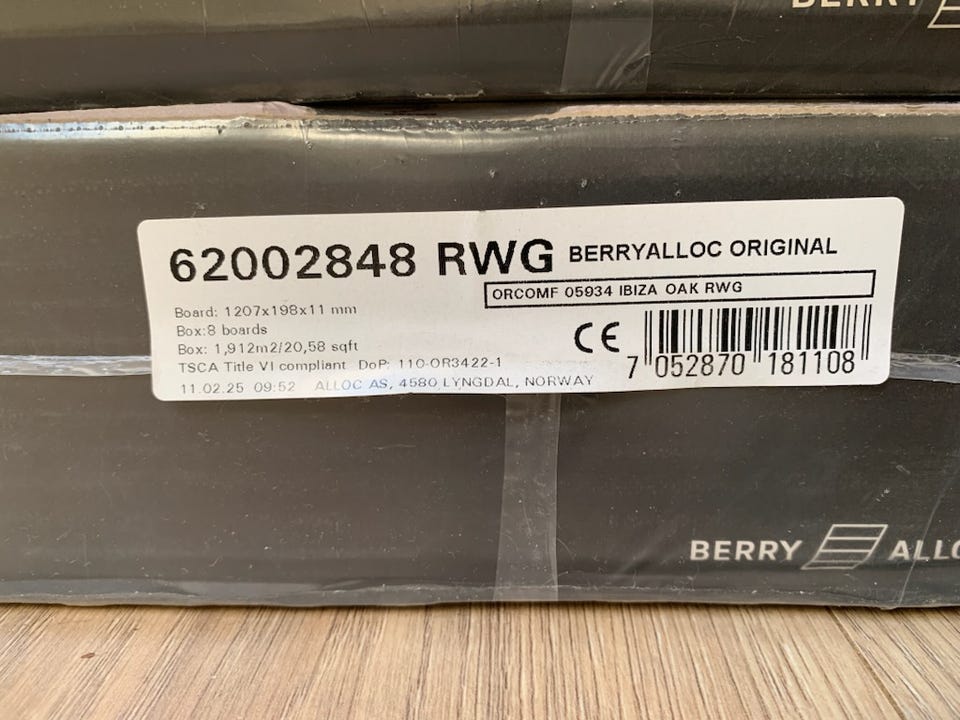 BERRY
62002848 RWG BERRYALLOC ORIGINAL
ORCOMF 05934 IBIZA OAK RWG
Board: 1207x198x11 mm
Box:8 boards
Box: 1,912m2/20,58 sqft
TSCA Title VI compliant DoP: 110-OR3422-1
11.02.25 09:52 ALLOC AS, 4580 LYNGDAL, NORWAY
CE
7 052870 181108
BERRY ALLO